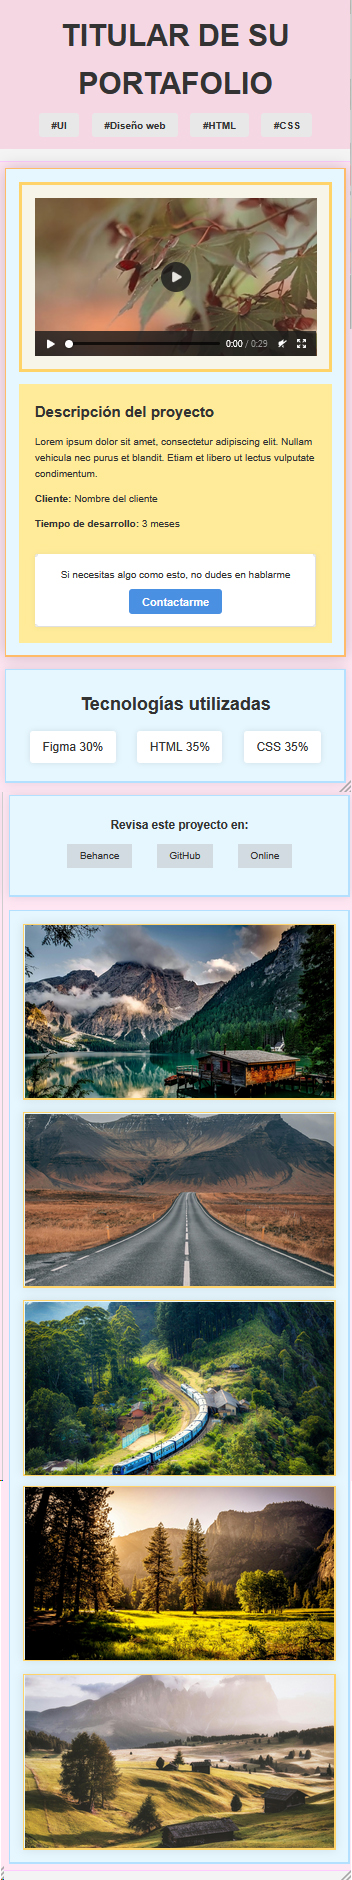 TITULAR DE SU
PORTAFOLIO
#UI #Diseño web #HTML #CSS
0:00 / 0:29
Descripción del proyecto
Lorem ipsum dolor sit amet, consectetur adipiscing elit. Nullam
vehicula nec purus et blandit. Etiam et libero ut lectus vulputate
condimentum.
Cliente: Nombre del cliente
Tiempo de desarrollo: 3 meses
Si necesitas algo como esto, no dudes en hablarme
Contactarme
Tecnologías utilizadas
Figma 30% HTML 35% CSS 35%
Revisa este proyecto en:
Behance GitHub Online